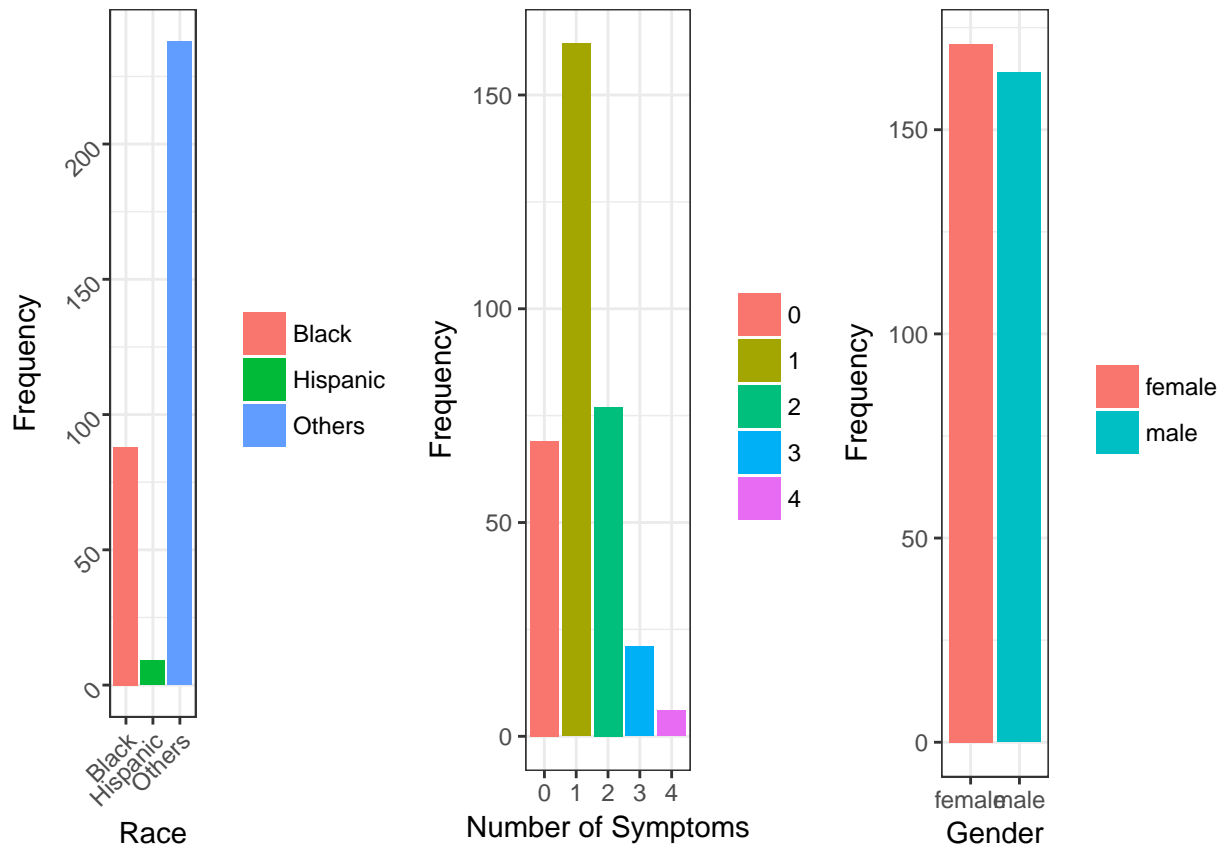 Frequency
200
150
100
50
0
Black
Hispanic
Others
Race
Black
Hispanic
Others
Frequency
150
100
50
0
0 1 2 3 4
Number of Symptoms
0
1
2
3
4
Frequency
150
100
50
0
female male
Gender
female
male